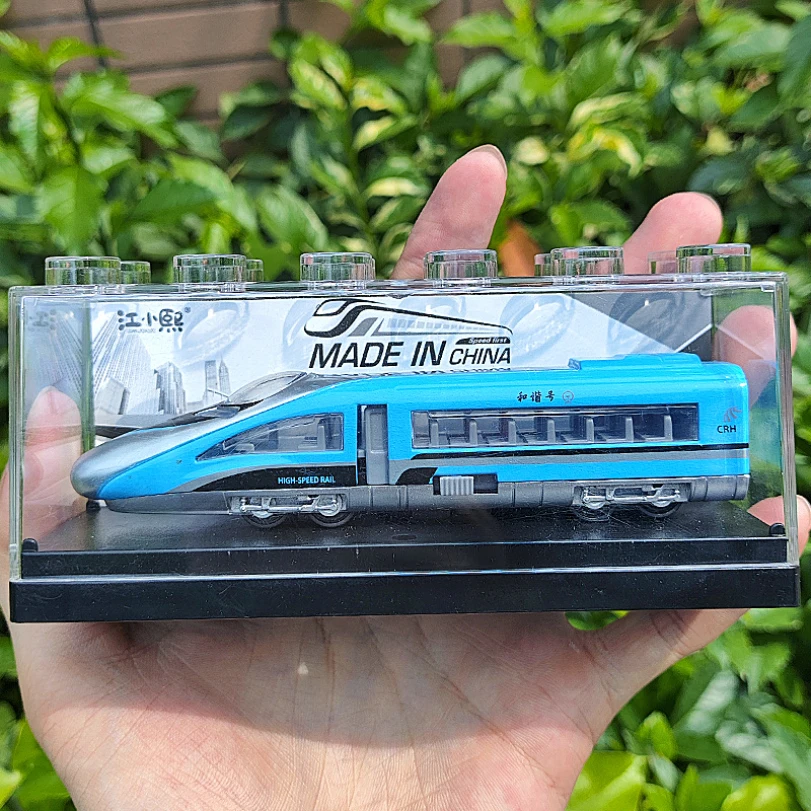 江小熙
Speed first
MADE IN CHINA
和谐号
CRH
HIGH-SPEED RAIL